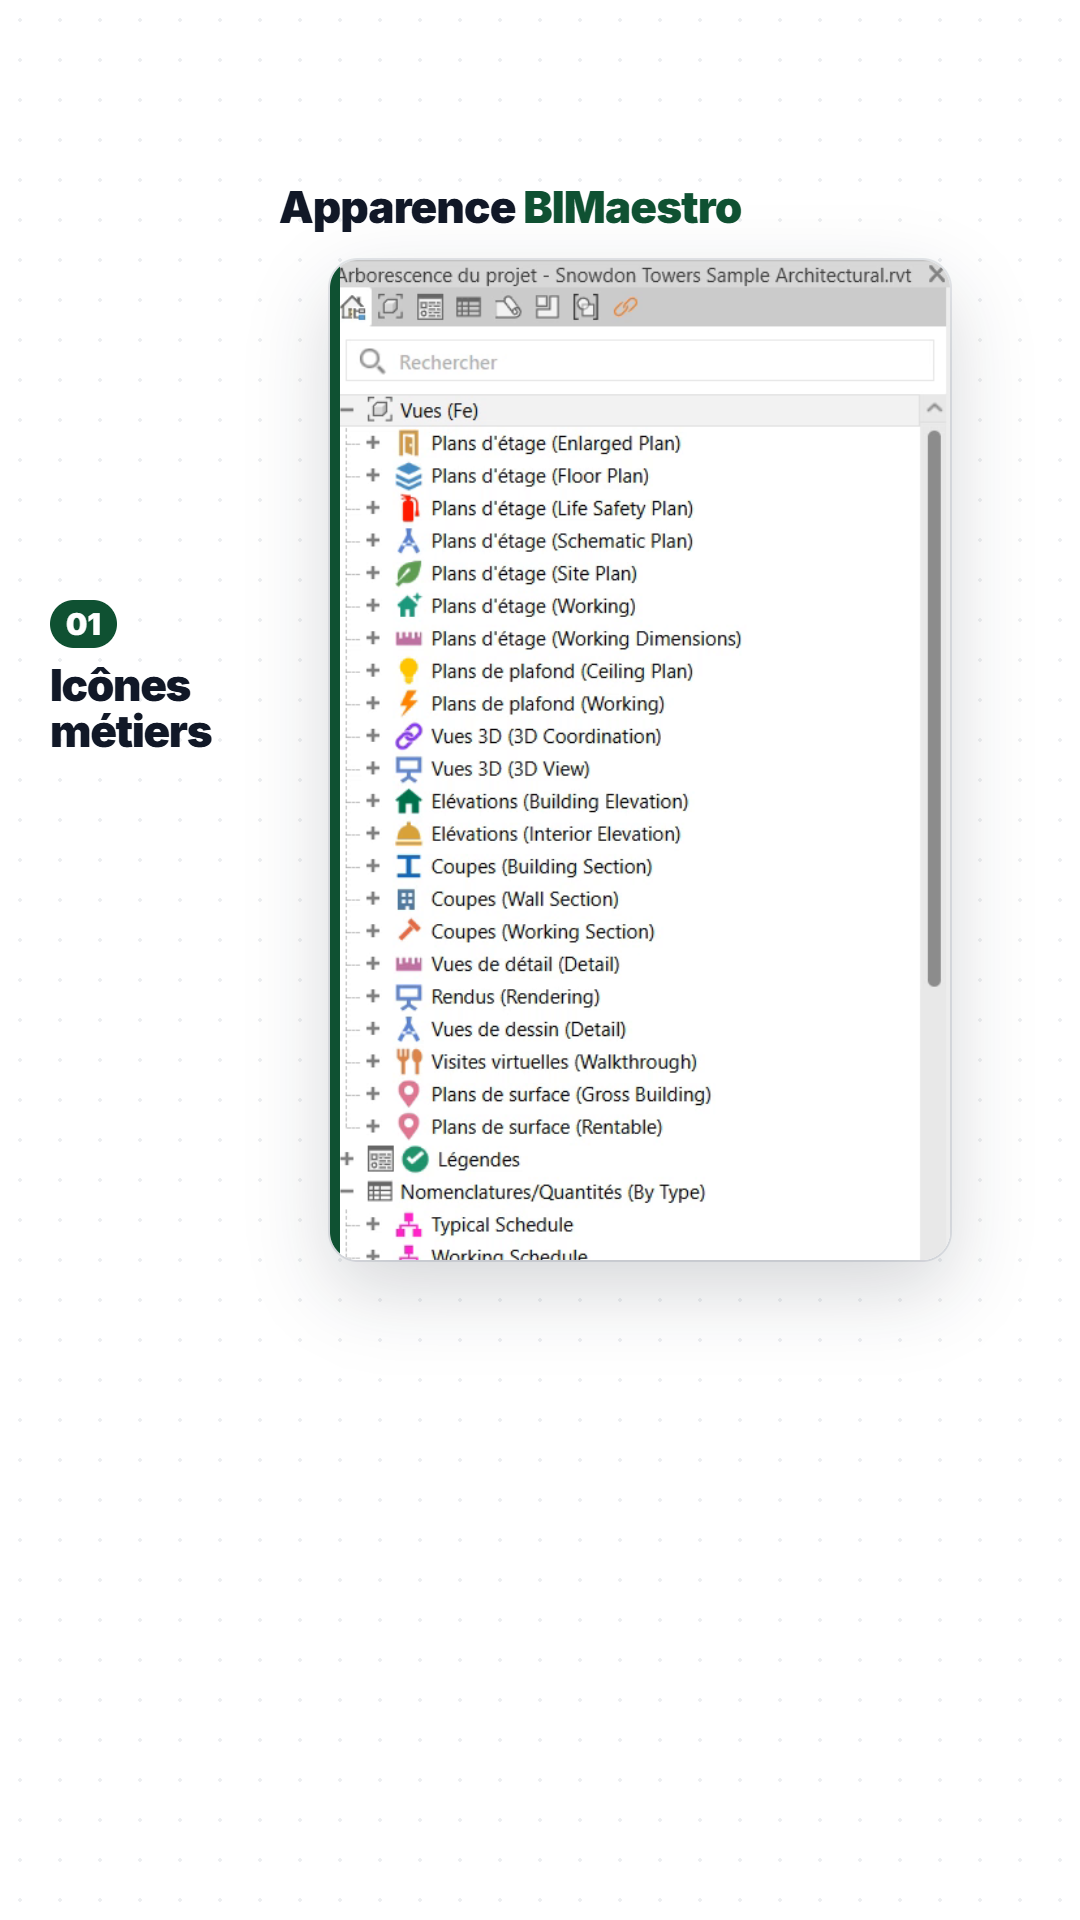 Apparence BIMaestro
Arborescence du projet - Snowdon Towers Sample Architectural.rvt
Rechercher
Vues (Fe)
Plans d'étage (Enlarged Plan)
Plans d'étage (Floor Plan)
Plans d'étage (Life Safety Plan)
Plans d'étage (Schematic Plan)
Plans d'étage (Site Plan)
Plans d'étage (Working)
Plans d'étage (Working Dimensions)
Plans de plafond (Ceiling Plan)
Plans de plafond (Working)
Vues 3D (3D Coordination)
Vues 3D (3D View)
Elévations (Building Elevation)
Elévations (Interior Elevation)
Coupes (Building Section)
Coupes (Wall Section)
Coupes (Working Section)
Vues de détail (Detail)
Rendus (Rendering)
Vues de dessin (Detail)
Visites virtuelles (Walkthrough)
Plans de surface (Gross Building)
Plans de surface (Rentable)
Légendes
Nomenclatures/Quantités (By Type)
Typical Schedule
Working Schedule
01
Icônes
métiers